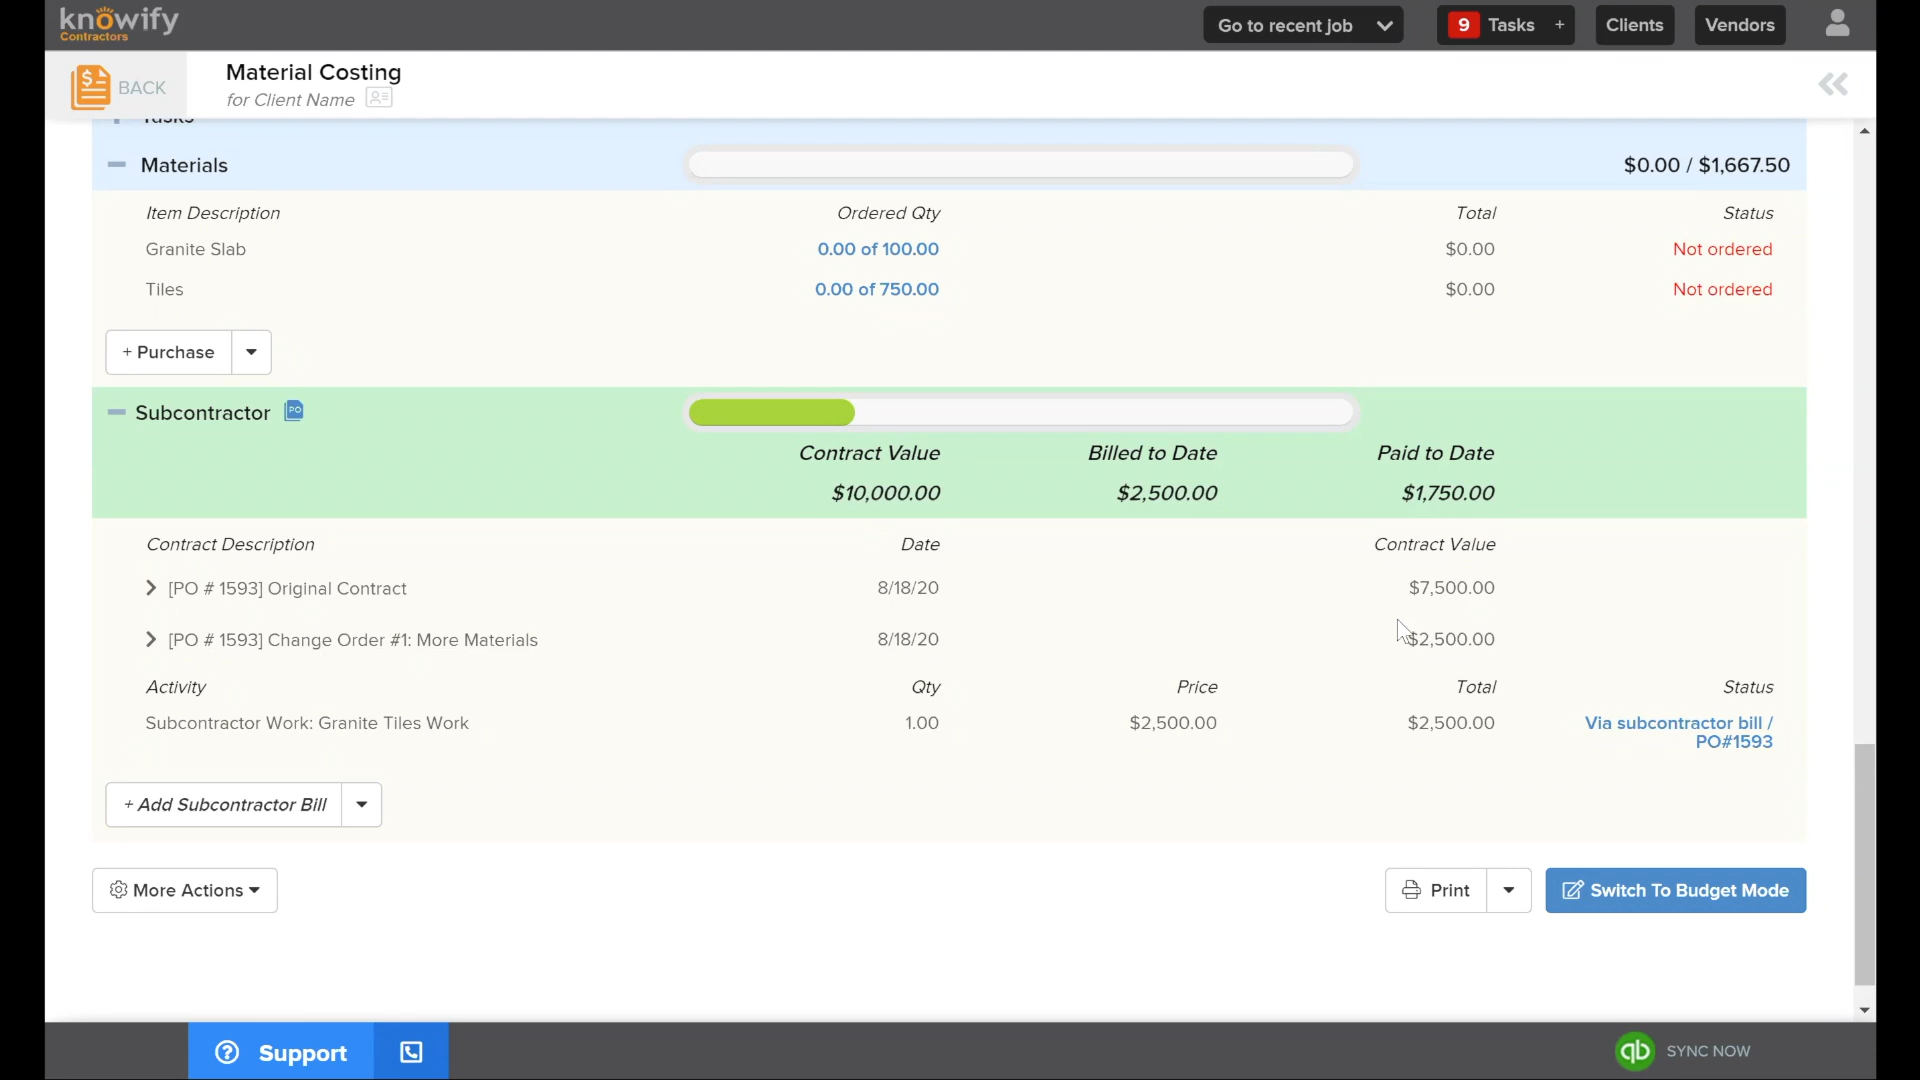 knowify
Contractors
Go to recent job
9 Tasks +
Clients
Vendors
BACK
Material Costing
for Client Name
Tasks
Materials
$0.00 / $1,667.50
Item Description
Ordered Qty
Total
Status
Granite Slab
0.00 of 100.00
$0.00
Not ordered
Tiles
0.00 of 750.00
$0.00
Not ordered
+ Purchase
Subcontractor
PO
Contract Value
Billed to Date
Paid to Date
$10,000.00
$2,500.00
$1,750.00
Contract Description
Date
Contract Value
[PO # 1593] Original Contract
8/18/20
$7,500.00
[PO # 1593] Change Order #1: More Materials
8/18/20
$2,500.00
Activity
Qty
Price
Total
Status
Subcontractor Work: Granite Tiles Work
1.00
$2,500.00
$2,500.00
Via subcontractor bill /
PO#1593
+ Add Subcontractor Bill
More Actions
Print
Switch To Budget Mode
? Support
qb
SYNC NOW